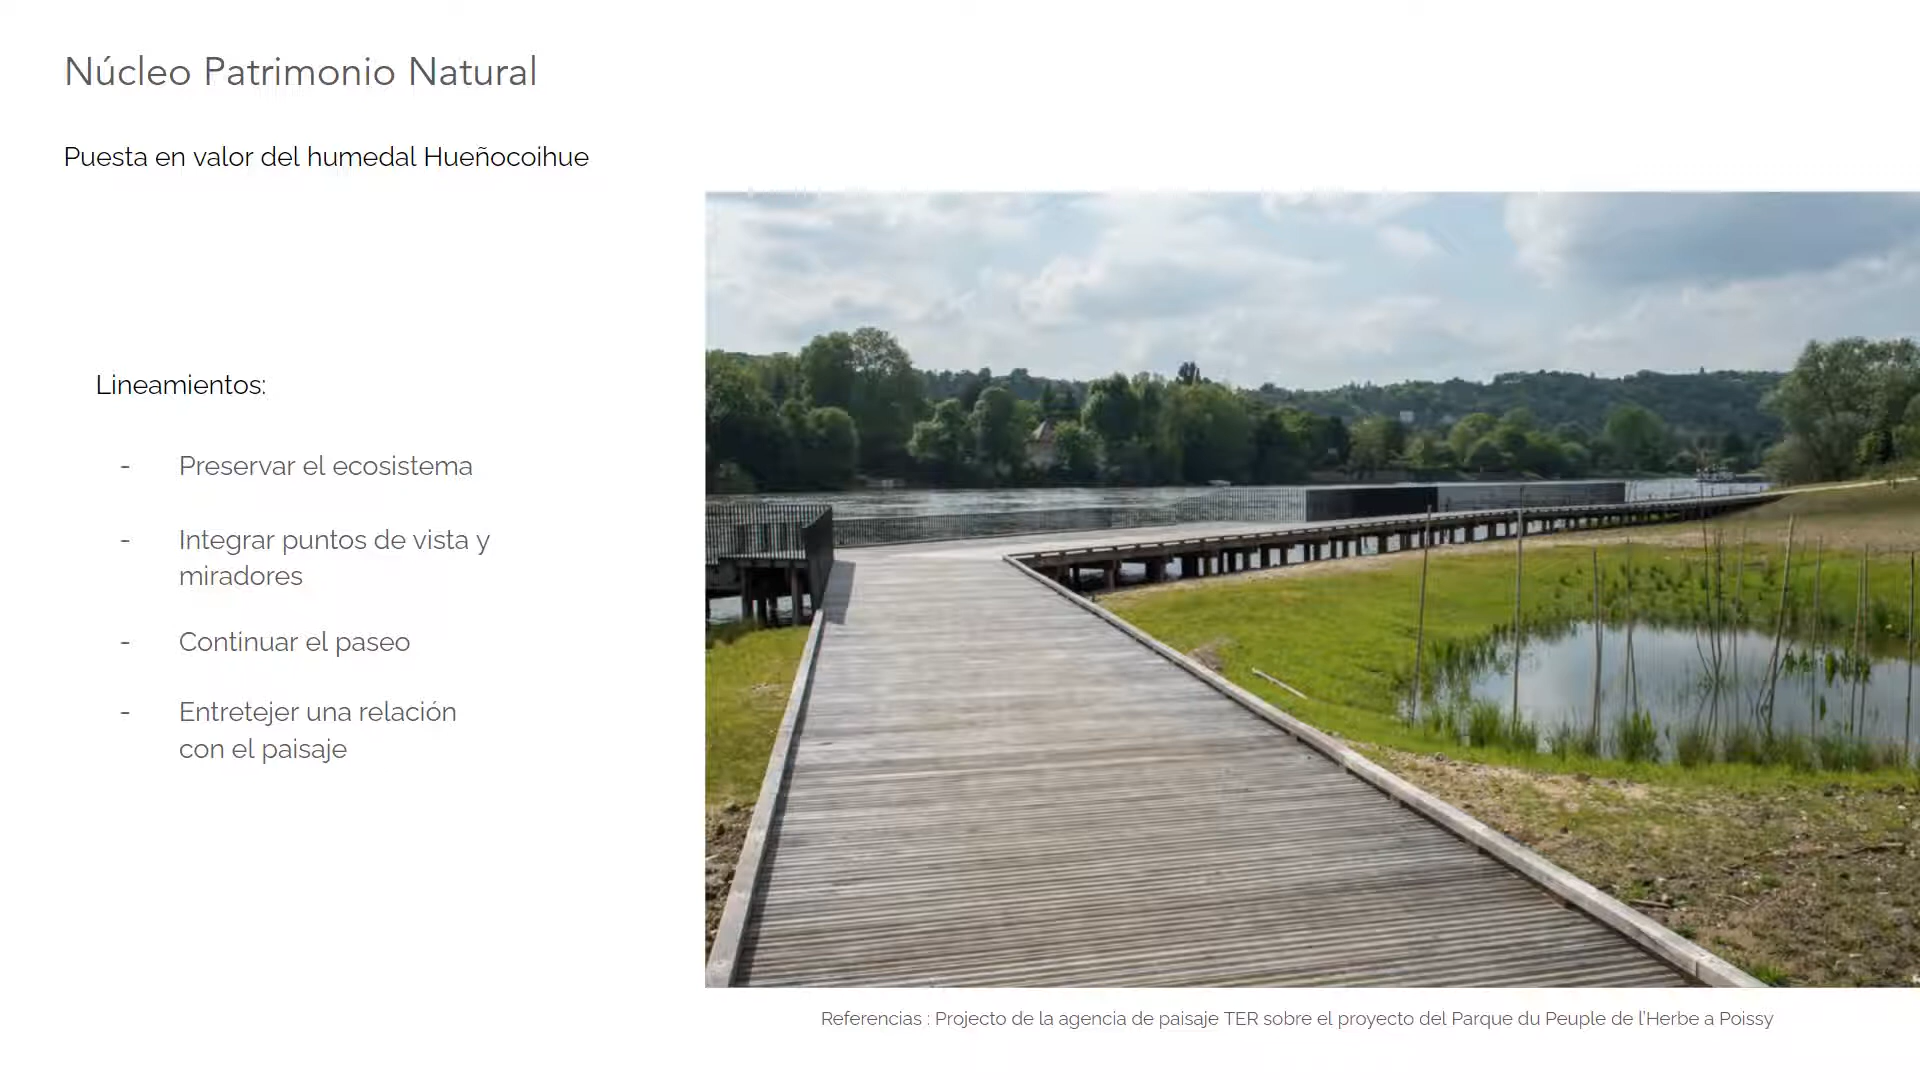 Núcleo Patrimonio Natural
Puesta en valor del humedal Hueñocoihue
Lineamientos:
- Preservar el ecosistema
- Integrar puntos de vista y
miradores
- Continuar el paseo
- Entretejer una relación
con el paisaje
Referencias : Projecto de la agencia de paisaje TER sobre el proyecto del Parque du Peuple de l'Herbe a Poissy